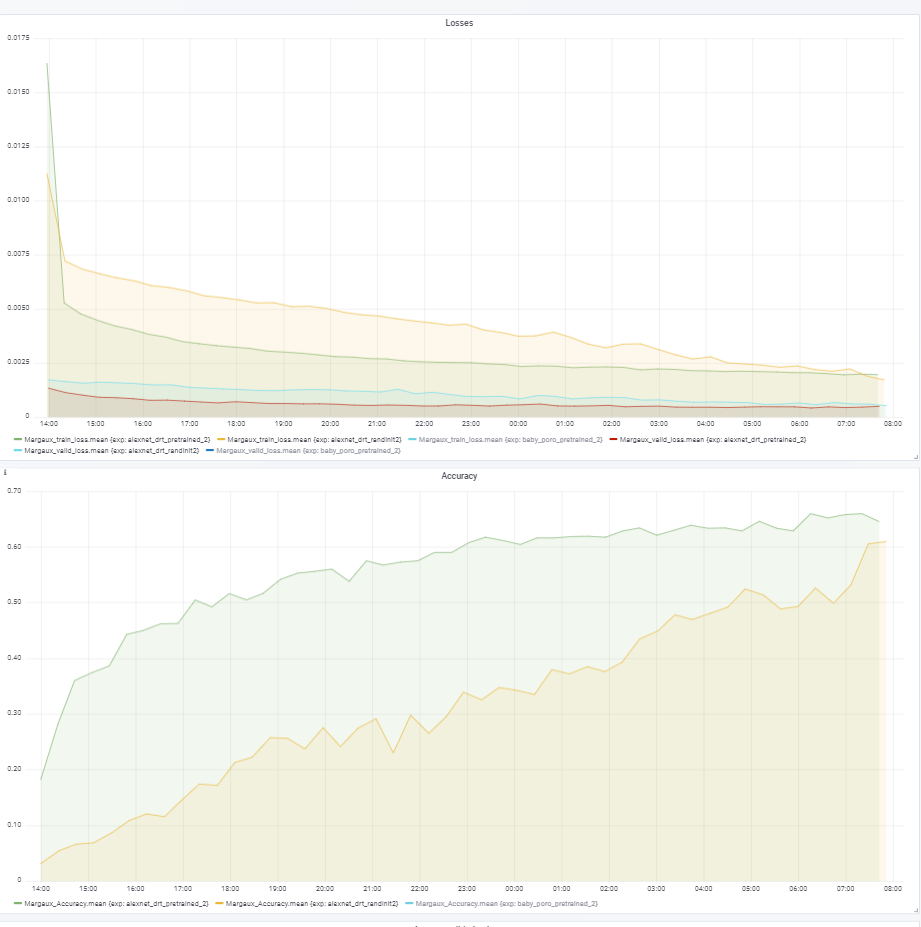 Losses
0.0175
0.0150
0.0125
0.0100
0.0075
0.0050
0.0025
0
14:00 15:00 16:00 17:00 18:00 19:00 20:00 21:00 22:00 23:00 00:00 01:00 02:00 03:00 04:00 05:00 06:00 07:00 08:00
Margaux_train_loss.mean {exp: alexnet_drt_pretrained_2} Margaux_train_loss.mean {exp: alexnet_drt_randinit2} Margaux_train_loss.mean {exp: baby_poro_pretrained_2} Margaux_valid_loss.mean {exp: alexnet_drt_pretrained_2}
Margaux_valid_loss.mean {exp: alexnet_drt_randinit2} Margaux_valid_loss.mean {exp: baby_poro_pretrained_2}
i
Accuracy
0.70
0.60
0.50
0.40
0.30
0.20
0.10
0
14:00 15:00 16:00 17:00 18:00 19:00 20:00 21:00 22:00 23:00 00:00 01:00 02:00 03:00 04:00 05:00 06:00 07:00 08:00
Margaux_Accuracy.mean {exp: alexnet_drt_pretrained_2} Margaux_Accuracy.mean {exp: alexnet_drt_randinit2} Margaux_Accuracy.mean {exp: baby_poro_pretrained_2}